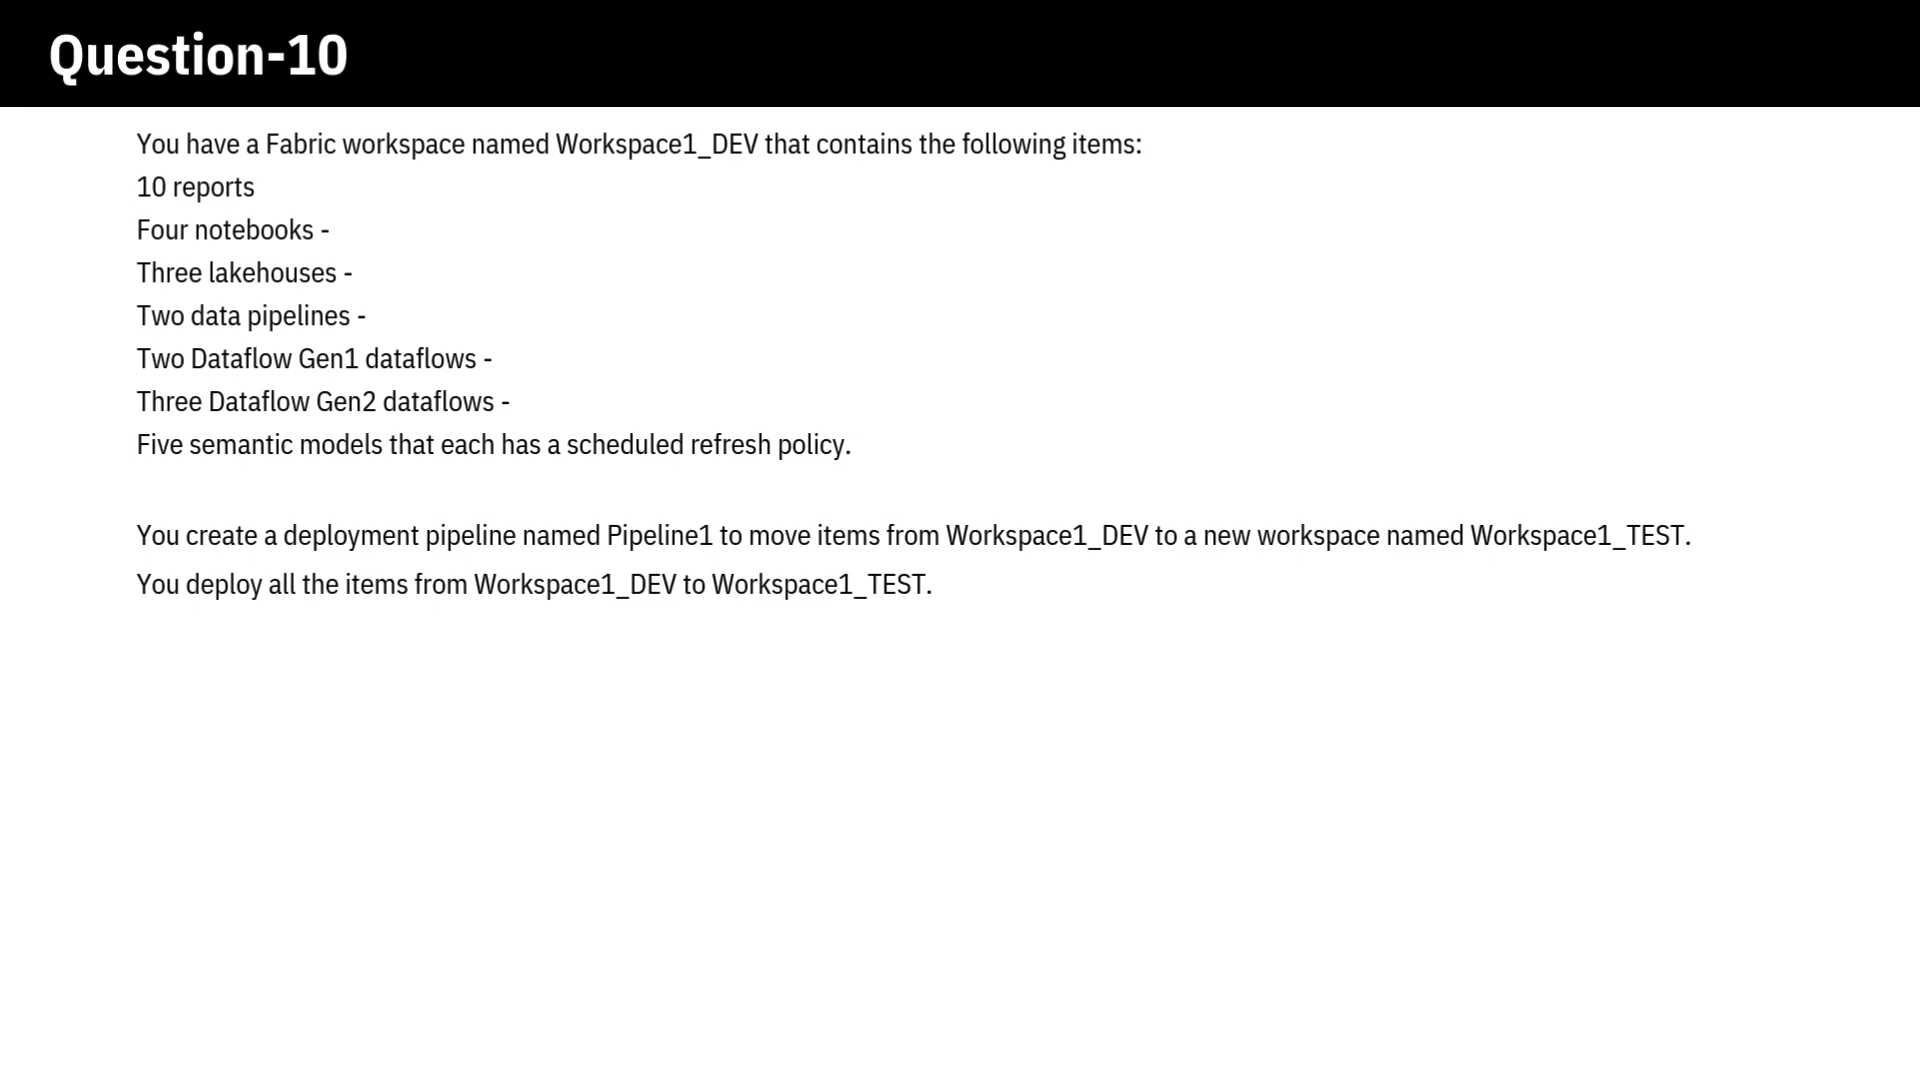 Question-10
You have a Fabric workspace named Workspace1_DEV that contains the following items:
10 reports
Four notebooks -
Three lakehouses -
Two data pipelines -
Two Dataflow Gen1 dataflows -
Three Dataflow Gen2 dataflows -
Five semantic models that each has a scheduled refresh policy.
You create a deployment pipeline named Pipeline1 to move items from Workspace1_DEV to a new workspace named Workspace1_TEST.
You deploy all the items from Workspace1_DEV to Workspace1_TEST.